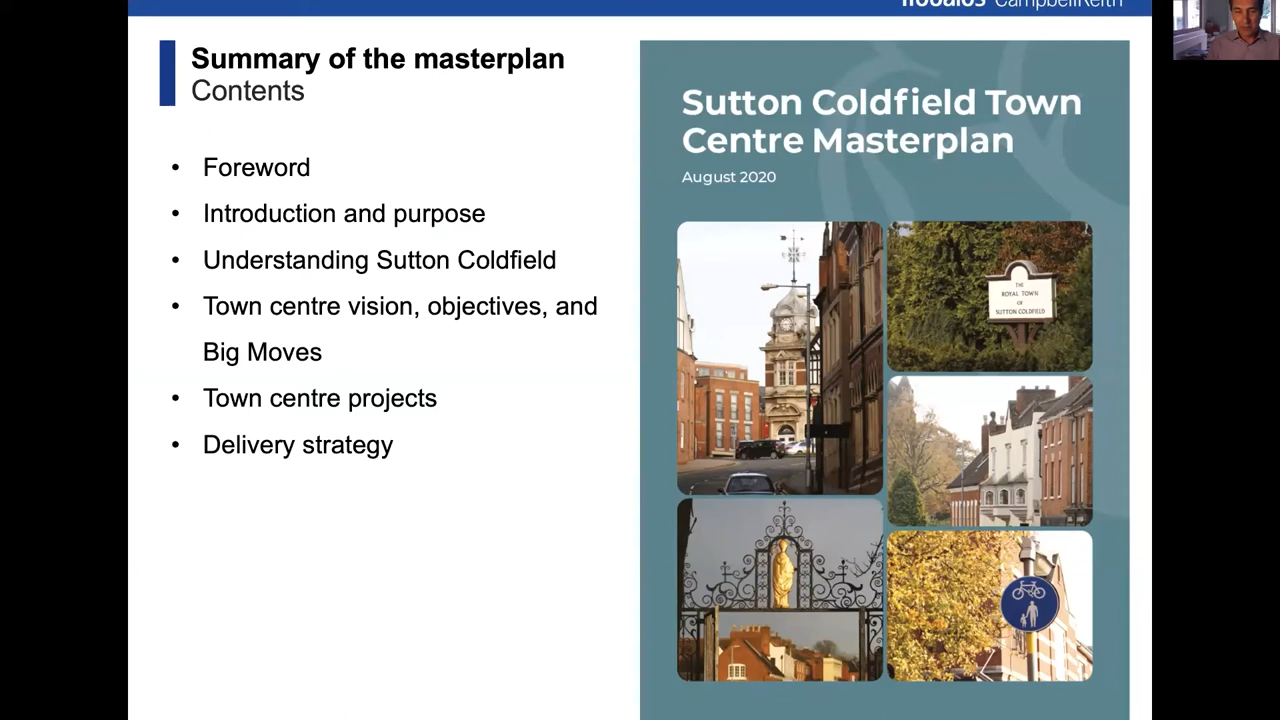 CampbellKeith
Summary of the masterplan
Contents
• Foreword
• Introduction and purpose
• Understanding Sutton Coldfield
• Town centre vision, objectives, and
Big Moves
• Town centre projects
• Delivery strategy
Sutton Coldfield Town
Centre Masterplan
August 2020
THE
ROYAL TOWN
OF
SUTTON COLDFIELD